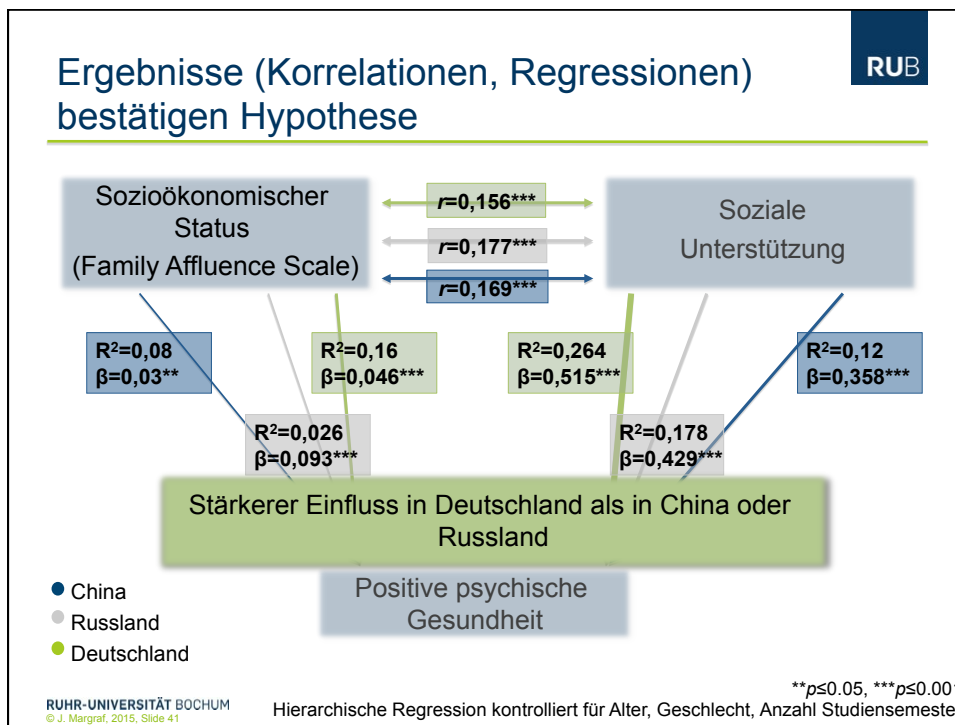 Ergebnisse (Korrelationen, Regressionen)
bestätigen Hypothese
RUB
Sozioökonomischer
Status
(Family Affluence Scale)
r=0,156***
r=0,177***
r=0,169***
Soziale
Unterstützung
R²=0,08
β=0,03**
R²=0,16
β=0,046***
R²=0,264
β=0,515***
R²=0,12
β=0,358***
R²=0,026
β=0,093***
R²=0,178
β=0,429***
Stärkerer Einfluss in Deutschland als in China oder
Russland
Positive psychische
Gesundheit
China
Russland
Deutschland
**p≤0.05, ***p≤0.00
RUHR-UNIVERSITÄT BOCHUM
© J. Margraf, 2015, Slide 41
Hierarchische Regression kontrolliert für Alter, Geschlecht, Anzahl Studiensemeste